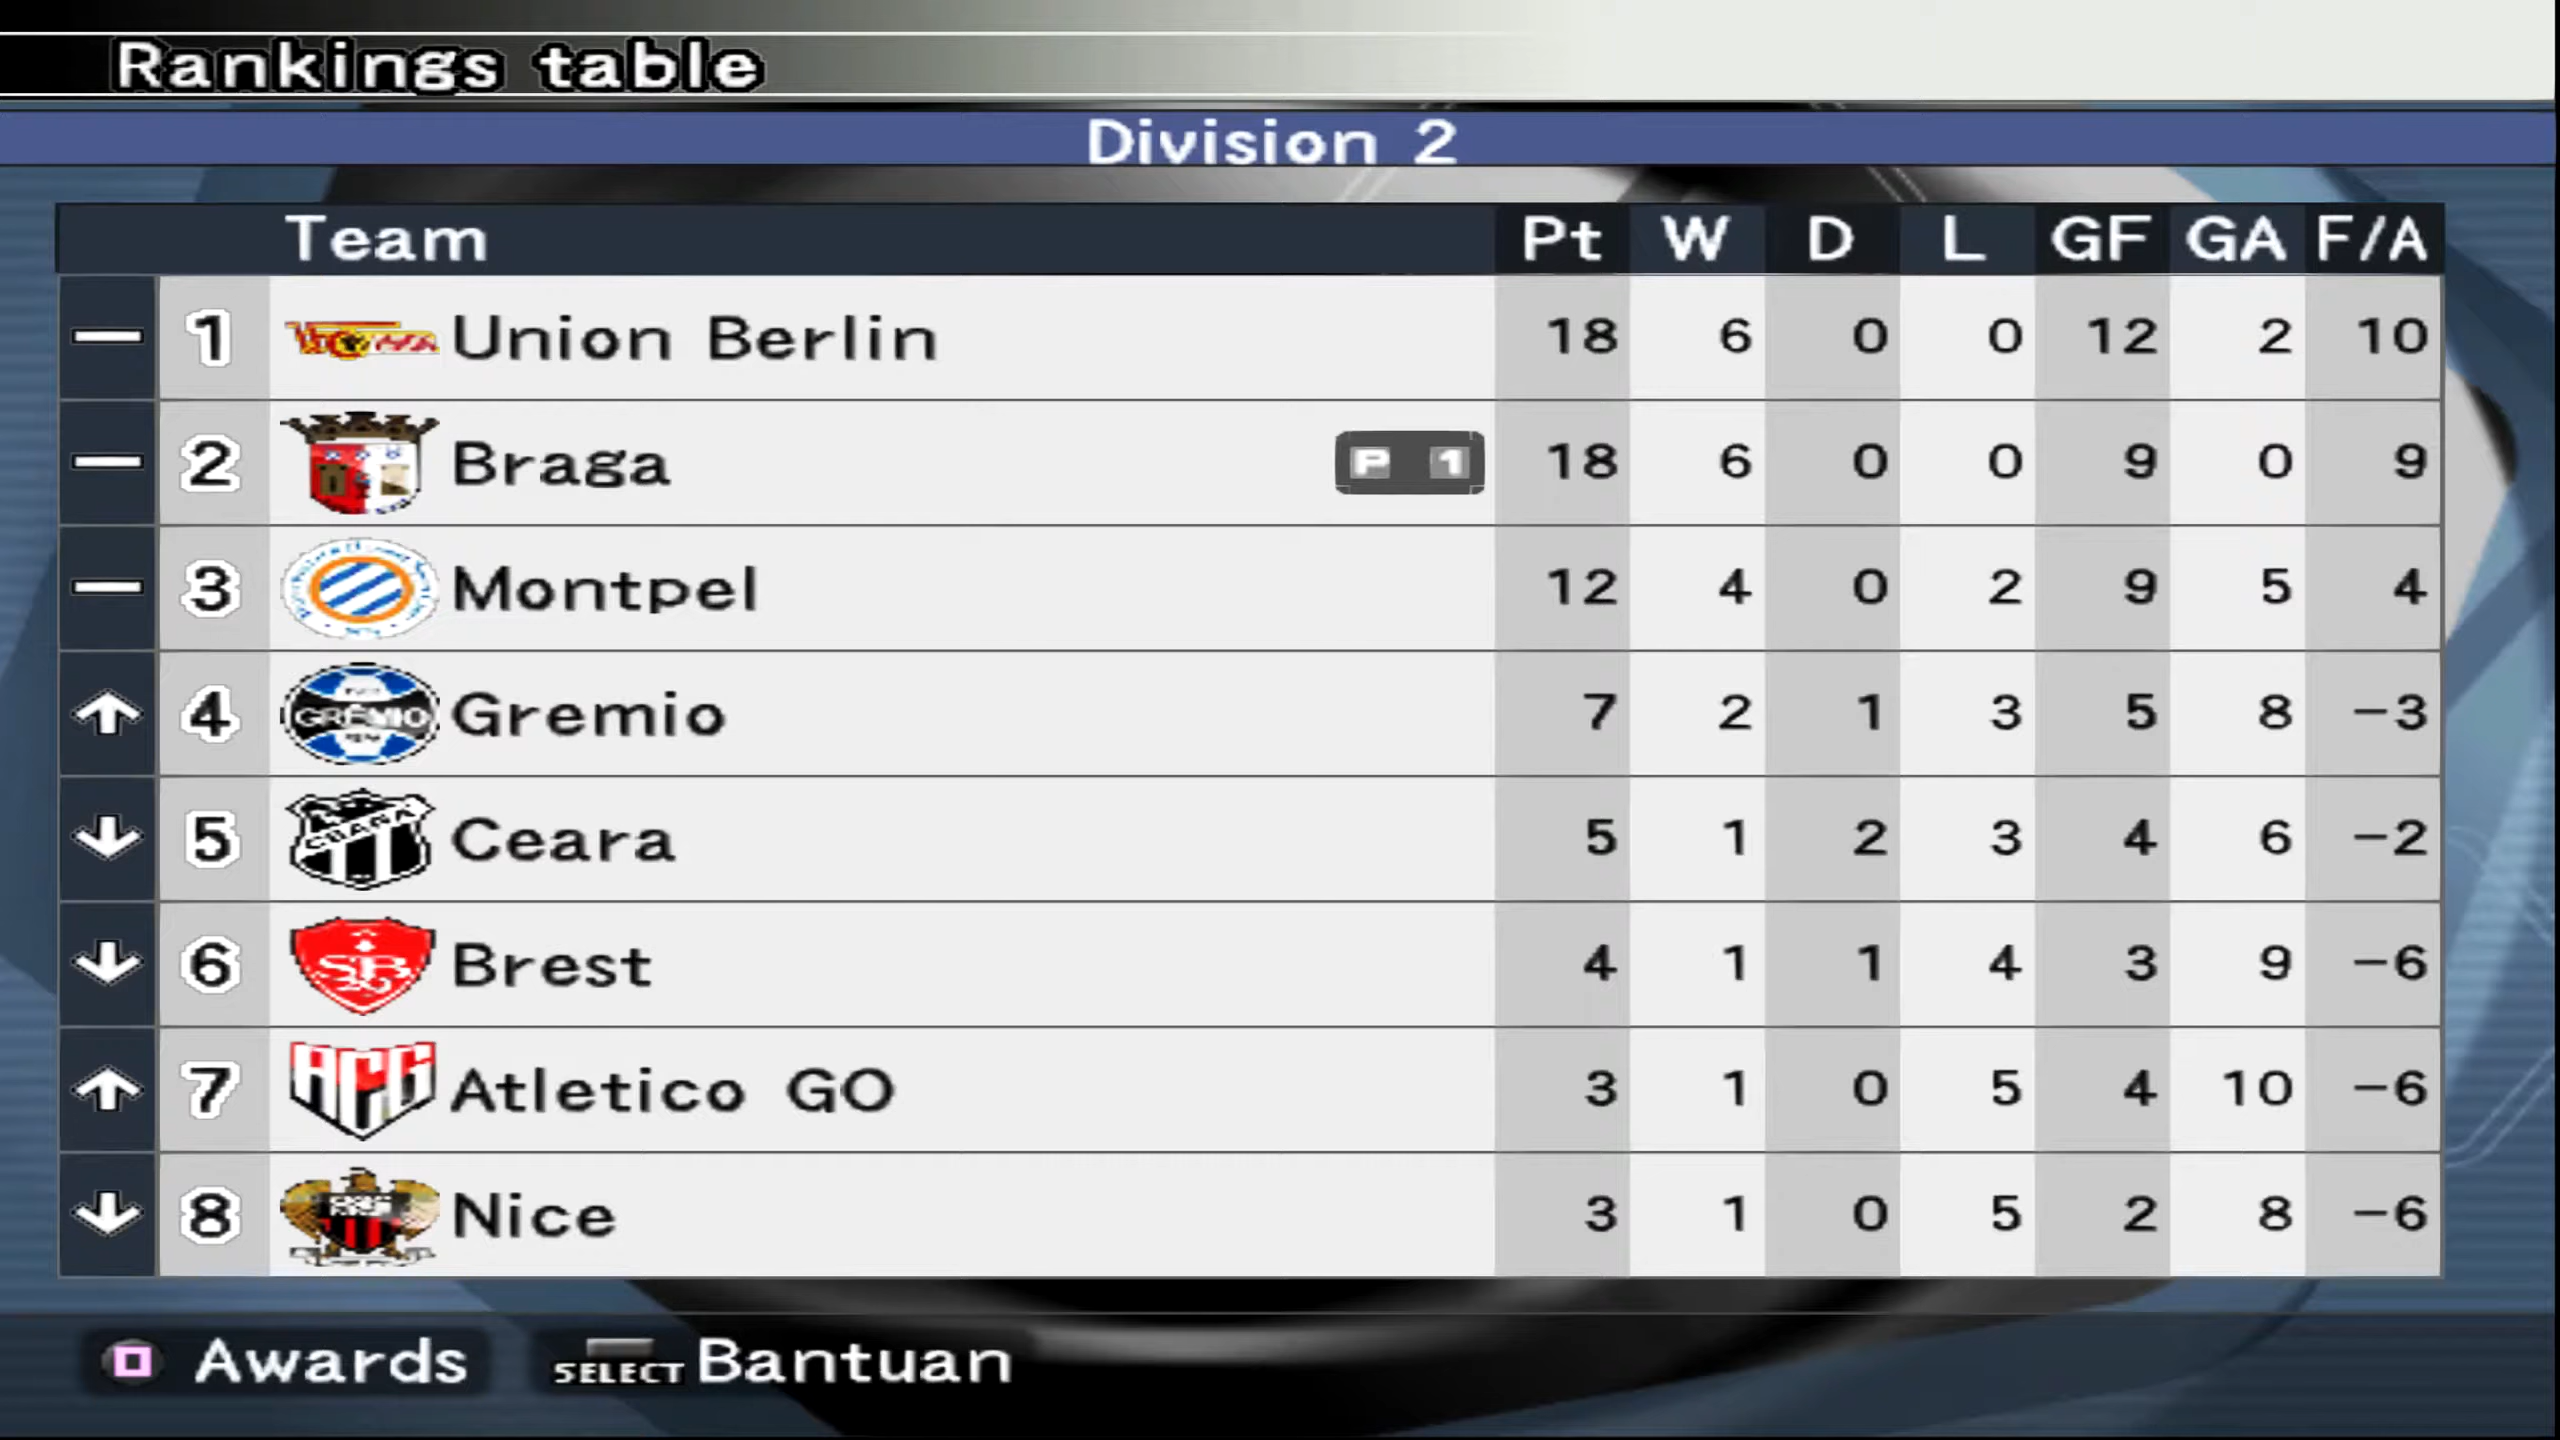 Rankings table
Division 2
Team Pt W D L GF GA F/A
1 Union Berlin 18 6 0 0 12 2 10
2 Braga P 1 18 6 0 0 9 0 9
3 Montpel 12 4 0 2 9 5 4
4 GRÊMIO Gremio 7 2 1 3 5 8 -3
5 CEARA Ceara 5 1 2 3 4 6 -2
6 Brest 4 1 1 4 3 9 -6
7 ACG Atletico GO 3 1 0 5 4 10 -6
8 Nice 3 1 0 5 2 8 -6
Awards SELECT Bantuan